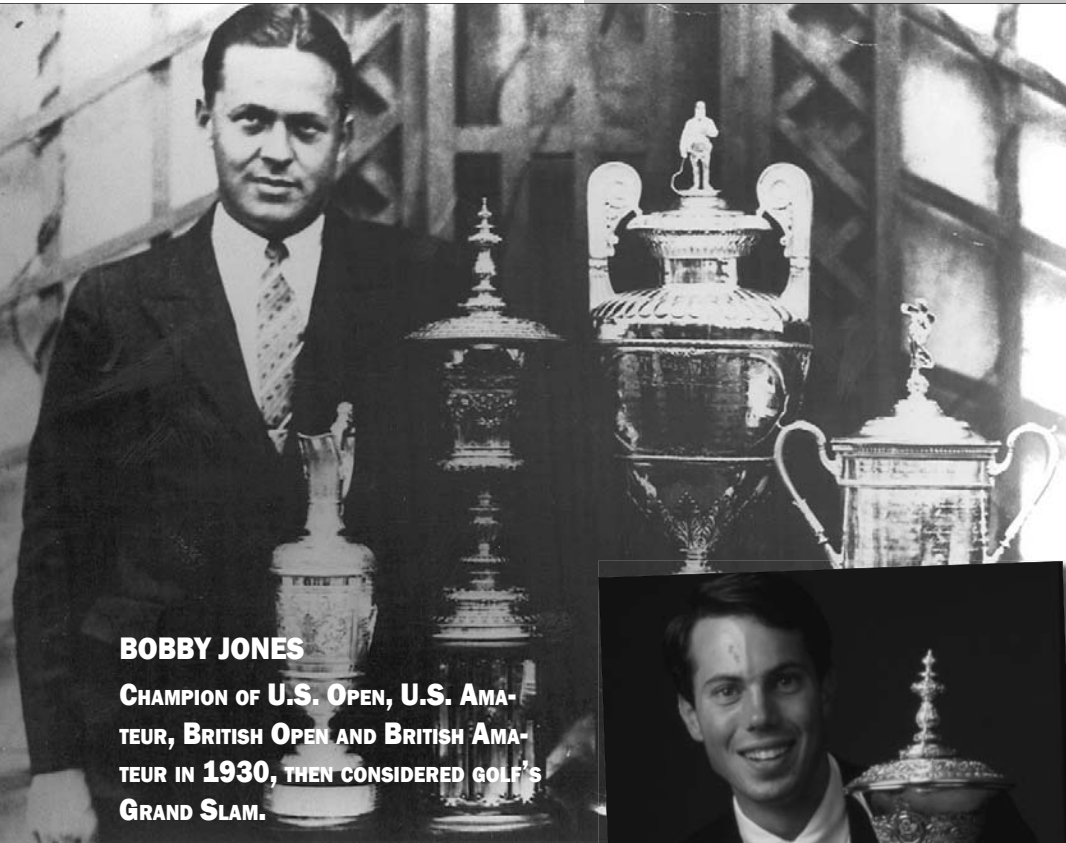 BOBBY JONES
CHAMPION OF U.S. OPEN, U.S. AMA-
TEUR, BRITISH OPEN AND BRITISH AMA-
TEUR IN 1930, THEN CONSIDERED GOLF'S
GRAND SLAM.